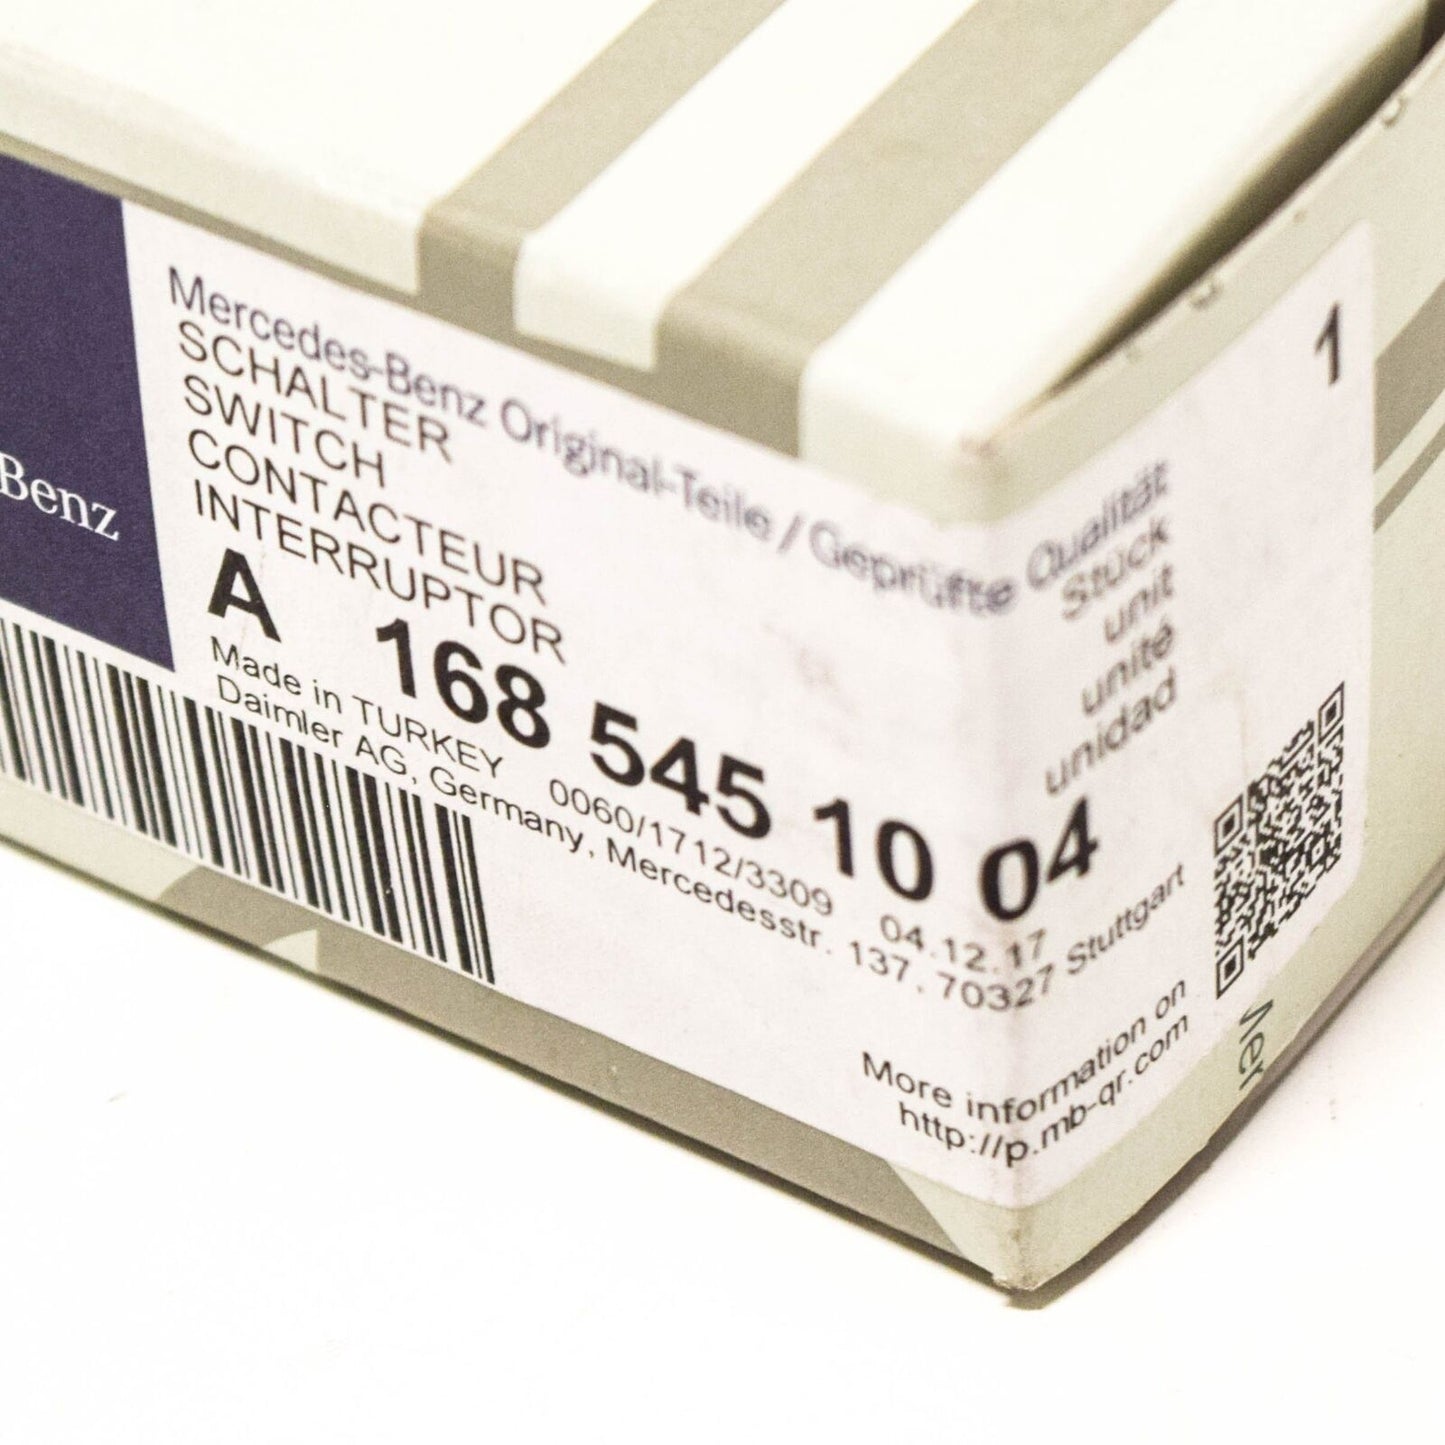 Benz
Mercedes-Benz Original-Teile / Geprüfte Qualität
SCHALTER
SWITCH
CONTACTEUR
INTERRUPTOR
1
Stück
unit
unité
unidad
A 168 545 10 04
Made in TURKEY 0060/1712/3309 04.12.17
Daimler AG, Germany, Mercedesstr. 137, 70327 Stuttgart
More information on
http://p.mb-qr.com
Mer